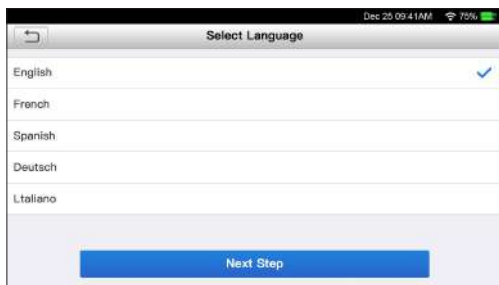 Dec 25 09:41AM 75%
Select Language
English
French
Spanish
Deutsch
Ltaliano
Next Step